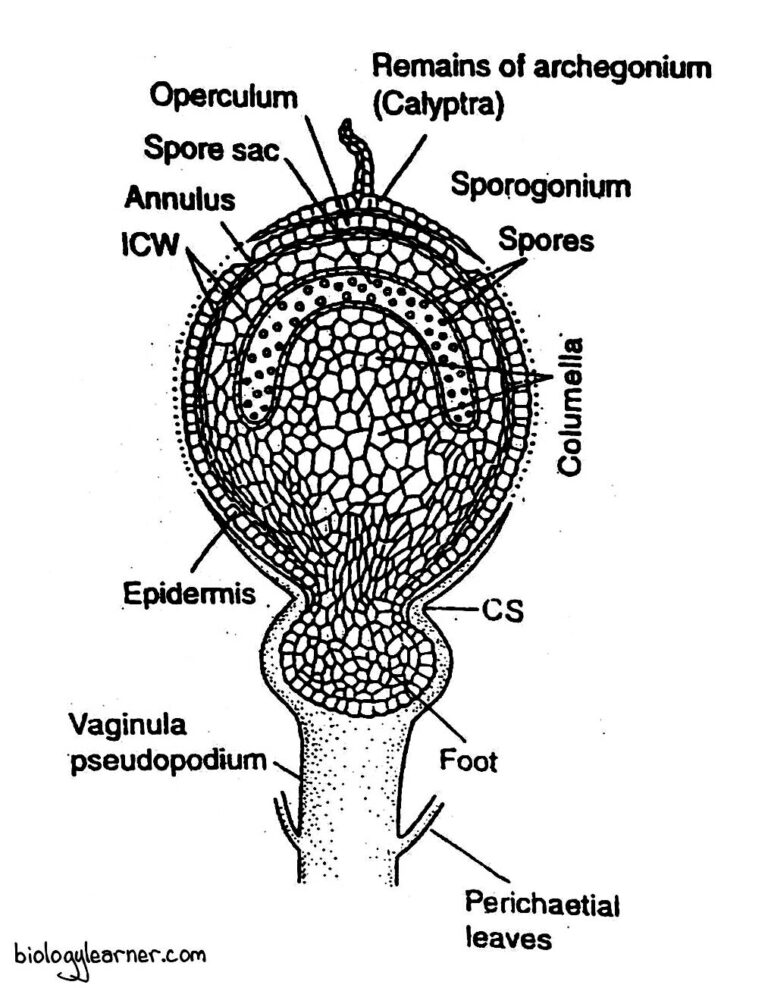 Remains of archegonium
(Calyptra)
Operculum
Spore sac
Annulus
ICW
Sporogonium
Spores
Columella
Epidermis
CS
Vaginula
pseudopodium
Foot
Perichaetial
leaves
biologylearner.com